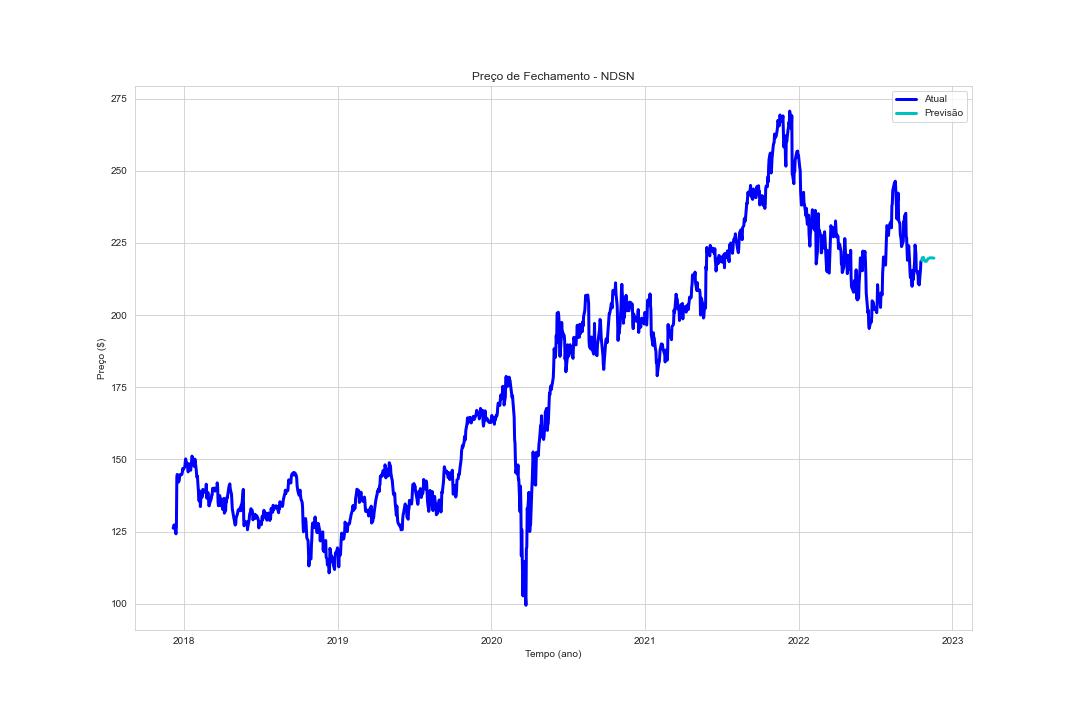 Preço de Fechamento - NDSN
Atual
Previsão
275
250
225
200
175
150
125
100
Preço ($)
2018 2019 2020 2021 2022 2023
Tempo (ano)